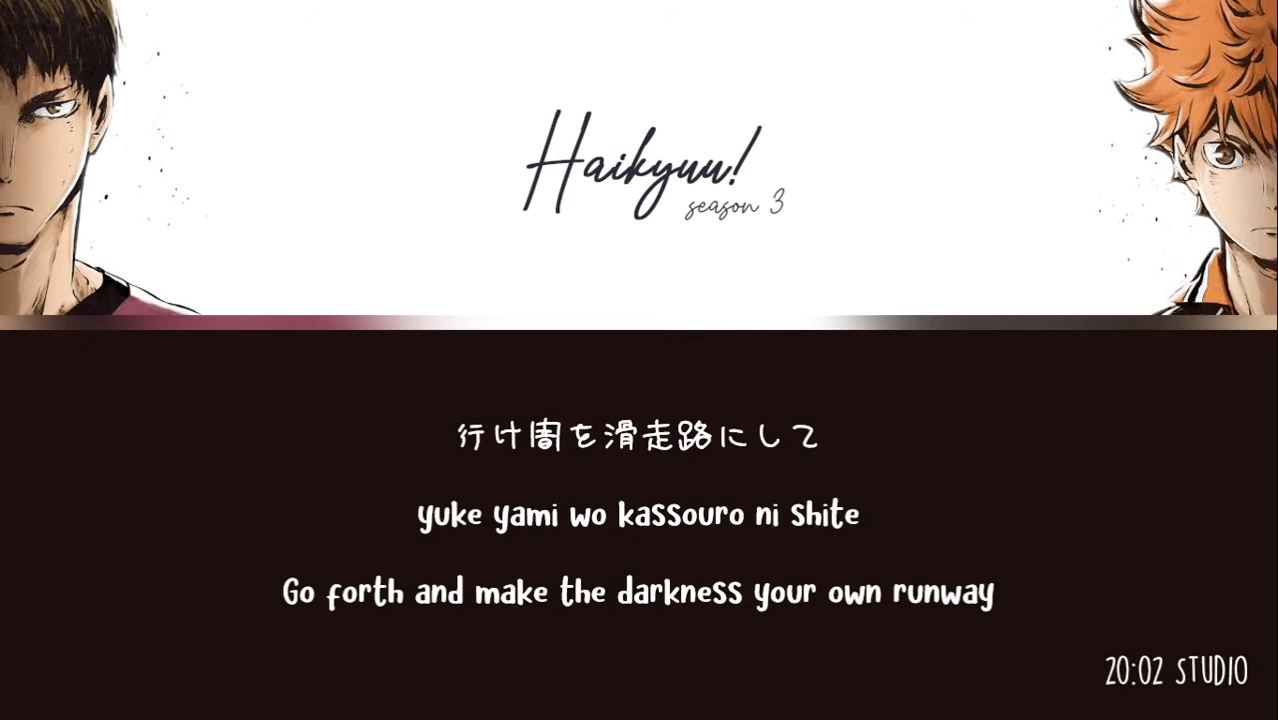 Haikyuu!
season 3
行け闇を滑走路にして
yuke yami wo kassouro ni shite
Go forth and make the darkness your own runway
20:02 STUDIO